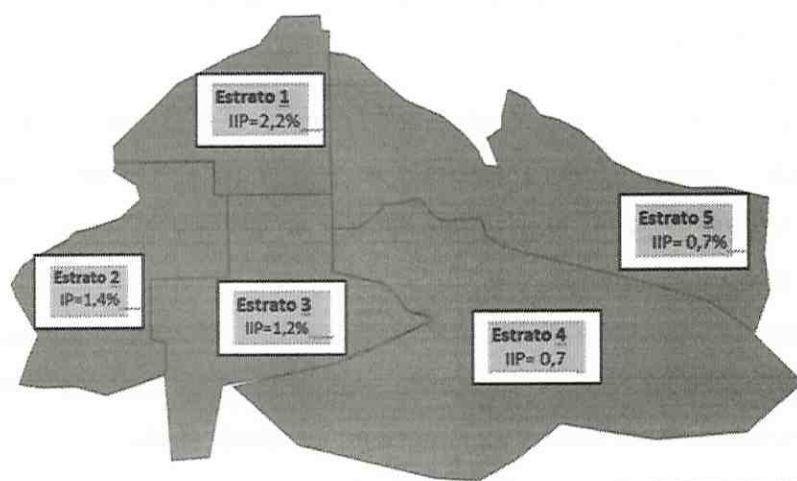 Estrato 1
IIP=2,2%
Estrato 5
IIP= 0,7%
Estrato 2
IP=1,4%
Estrato 3
IIP=1,2%
Estrato 4
IIP= 0,7